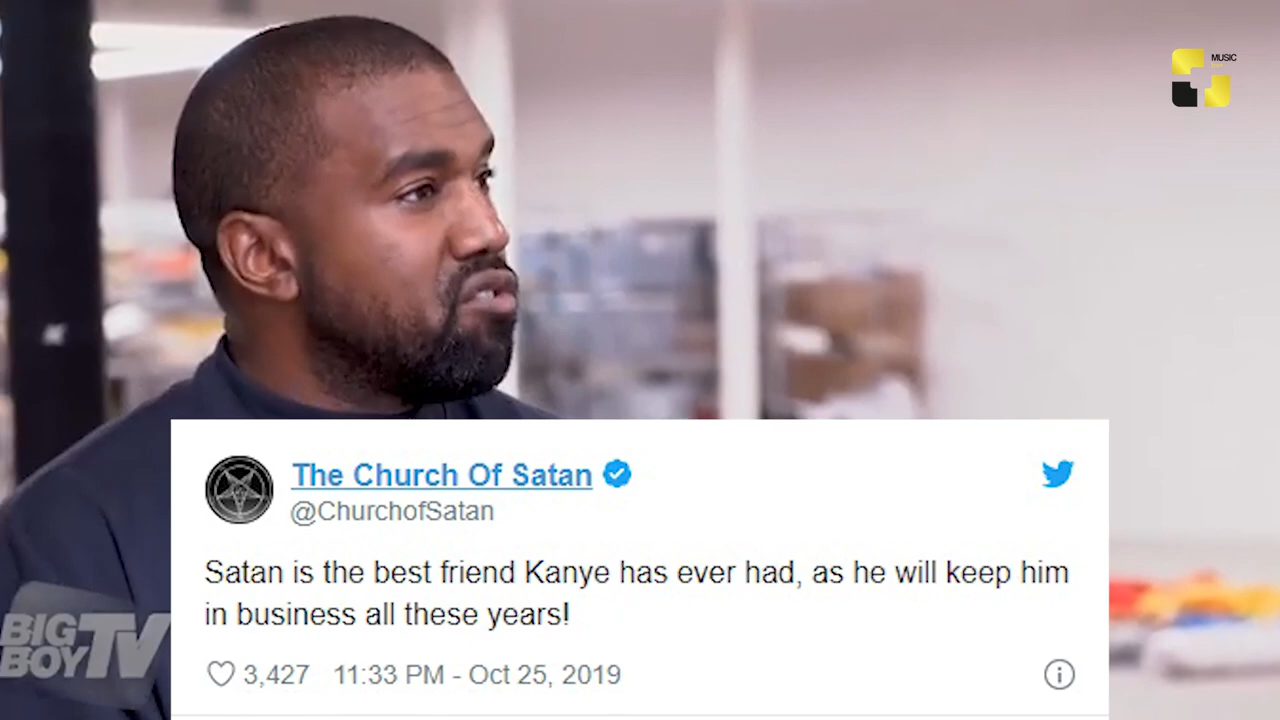 MUSIC
The Church Of Satan
@ChurchofSatan
Satan is the best friend Kanye has ever had, as he will keep him
in business all these years!
3,427 11:33 PM - Oct 25, 2019
BIG
BOY TV